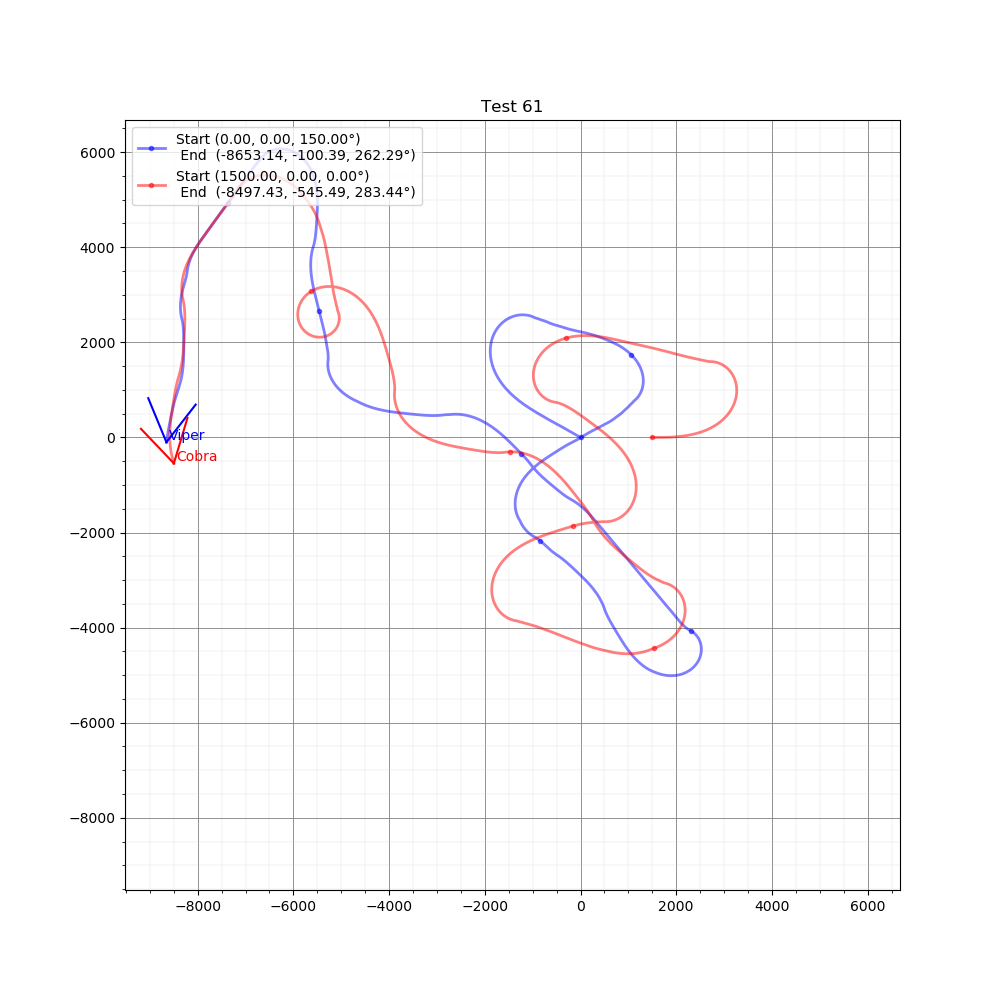 Test 61
Start (0.00, 0.00, 150.00°)
End (-8653.14, -100.39, 262.29°)
Start (1500.00, 0.00, 0.00°)
End (-8497.43, -545.49, 283.44°)
6000
4000
2000
0
−2000
−4000
−6000
−8000
Viper
Cobra
−8000 −6000 −4000 −2000 0 2000 4000 6000